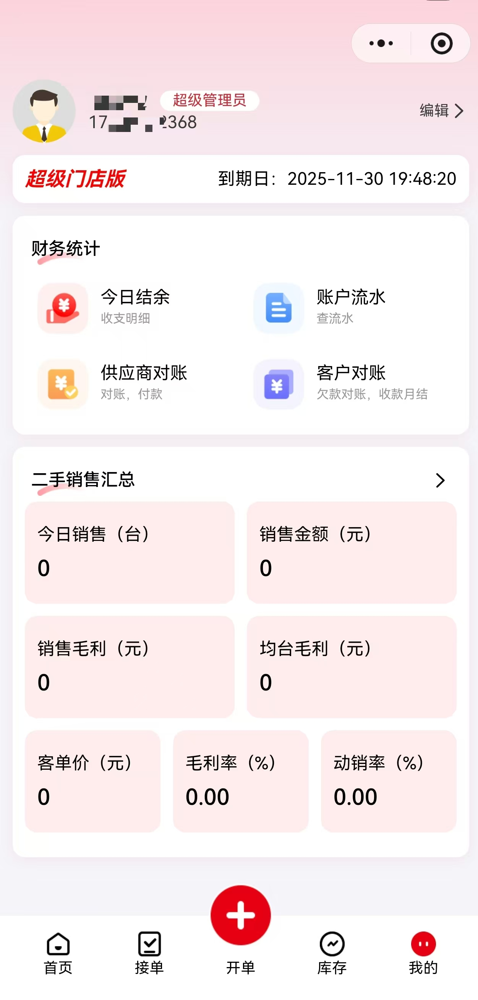 超级管理员
17
2368
编辑
超级门店版
到期日：2025-11-30 19:48:20
财务统计
今日结余
收支明细
账户流水
查流水
供应商对账
对账，付款
客户对账
欠款对账，收款月结
二手销售汇总
今日销售（台）
0
销售金额（元）
0
销售毛利（元）
0
均台毛利（元）
0
客单价（元）
0
毛利率（%）
0.00
动销率（%）
0.00
首页
接单
开单
库存
我的